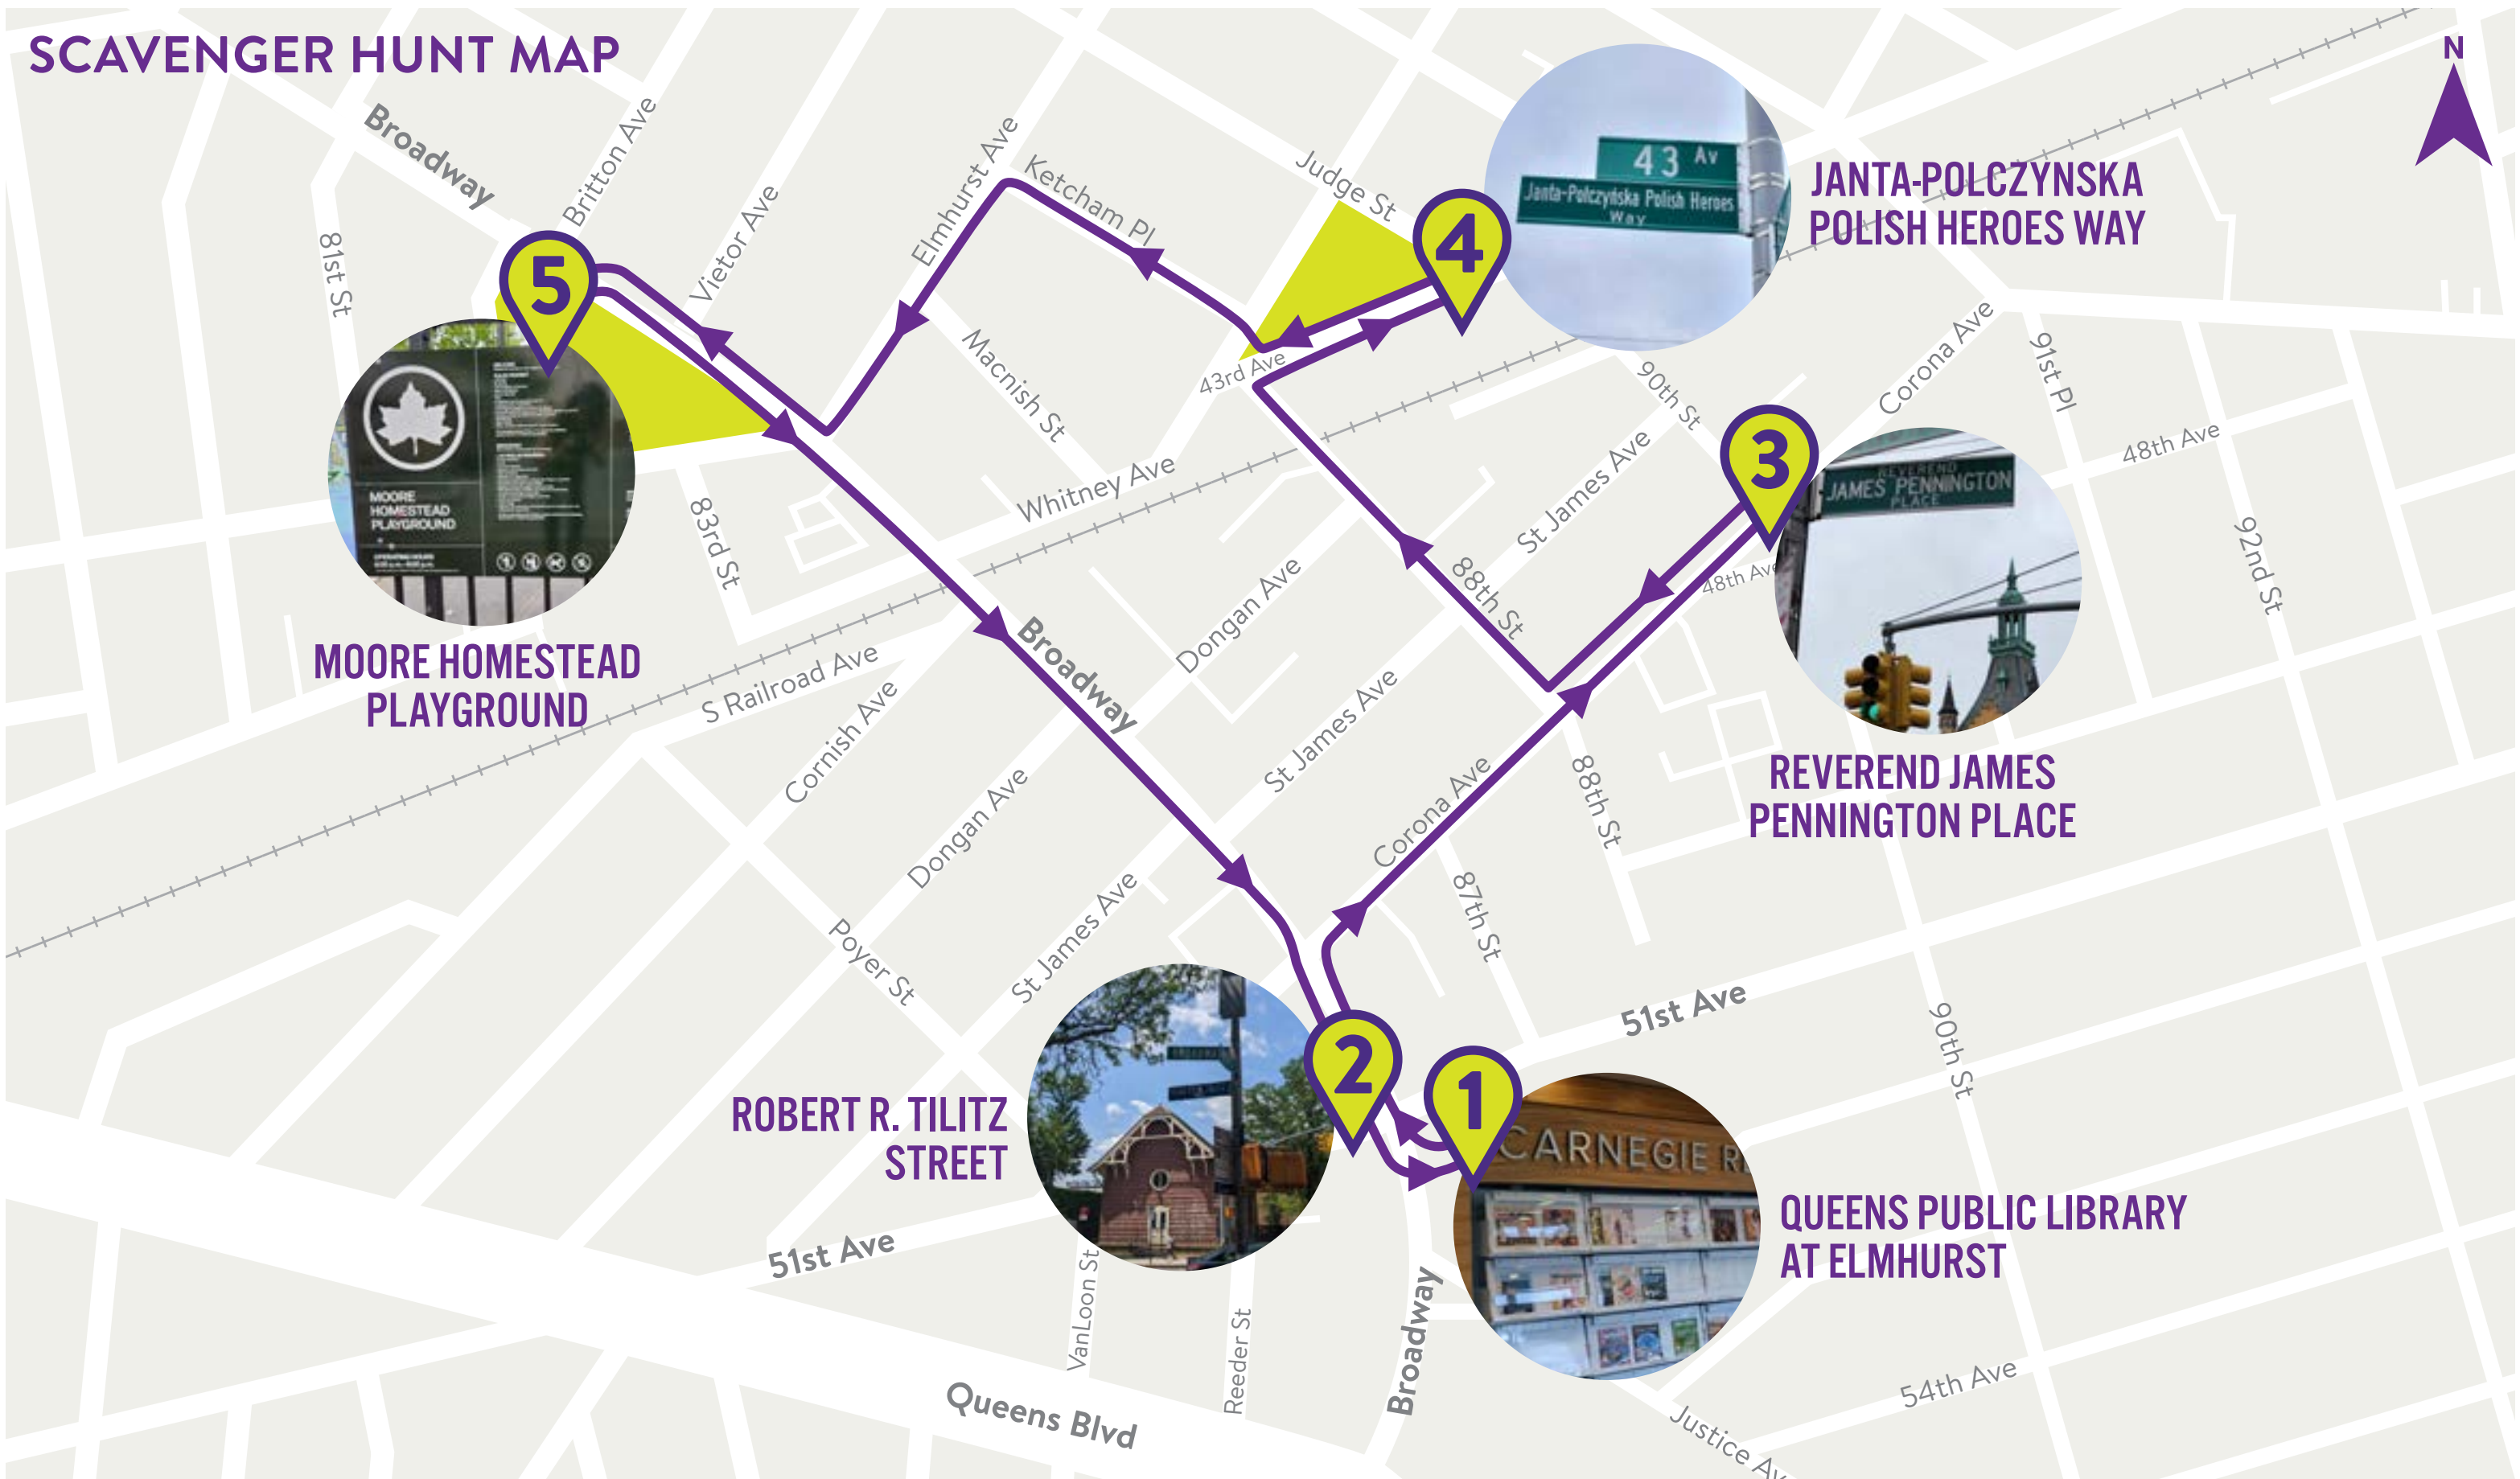 SCAVENGER HUNT MAP
N
Broadway
Britton Ave
Vietor Ave
Elmhurst Ave
Ketcham Pl
Judge St
4
43 Av
Janta-Polczyńska Polish Heroes
Way
JANTA-POLCZYNSKA
POLISH HEROES WAY
81st St
5
Macnish St
43rd Ave
90th St
Corona Ave
91st Pl
48th Ave
MOORE
HOMESTEAD
PLAYGROUND
MOORE HOMESTEAD
PLAYGROUND
83rd St
Whitney Ave
St James Ave
3
REVEREND
JAMES PENNINGTON
PLACE
48th Ave
92nd St
REVEREND JAMES
PENNINGTON PLACE
S Railroad Ave
Cornish Ave
Broadway
Dongan Ave
88th St
Dongan Ave
St James Ave
Corona Ave
88th St
87th St
Poyer St
St James Ave
51st Ave
90th St
2
1
ROBERT R. TILITZ
STREET
CARNEGIE R
QUEENS PUBLIC LIBRARY
AT ELMHURST
51st Ave
VanLoon St
Reeder St
Broadway
Queens Blvd
54th Ave
Justice Av